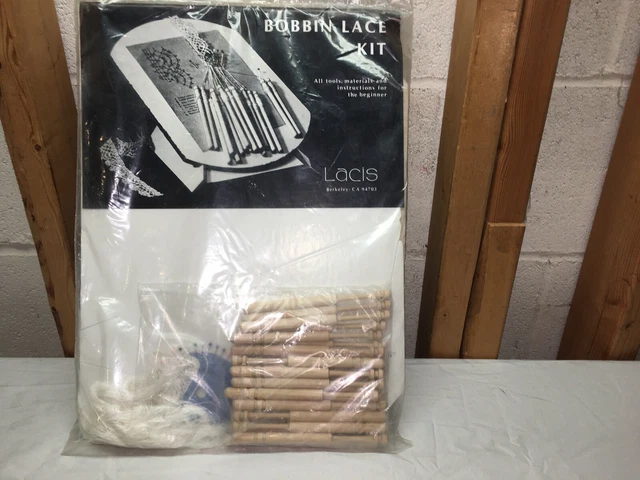 BOBBIN LACE
KIT
All tools, materials and
instructions for
the beginner
Lacis
Berkeley, CA 94703